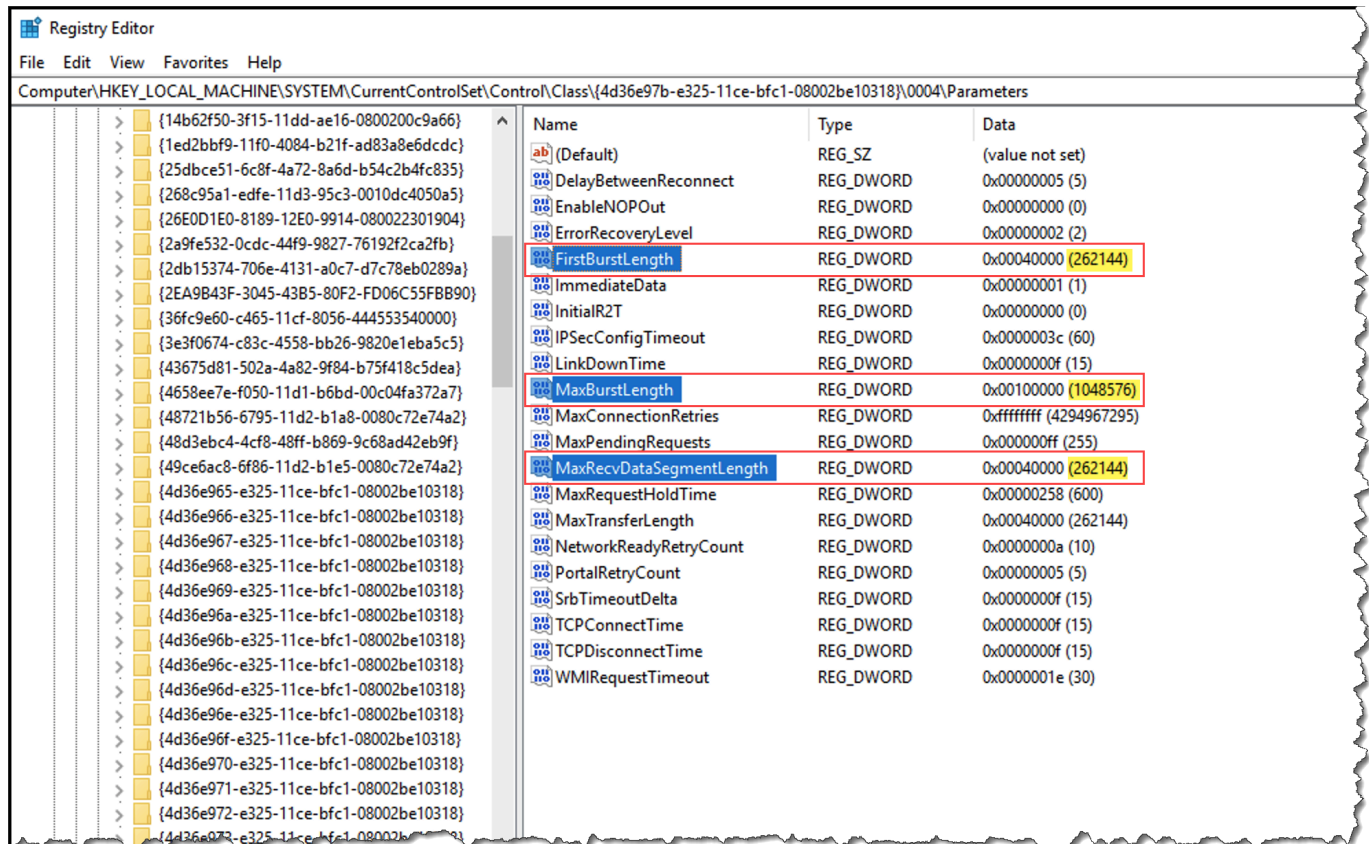 Registry Editor
File Edit View Favorites Help
Computer\HKEY_LOCAL_MACHINE\SYSTEM\CurrentControlSet\Control\Class\{4d36e97b-e325-11ce-bfc1-08002be10318}\0004\Parameters
{14b62f50-3f15-11dd-ae16-0800200c9a66}
{1ed2bbf9-11f0-4084-b21f-ad83a8e6dcdc}
{25dbce51-6c8f-4a72-8a6d-b54c2b4fc835}
{268c95a1-edfe-11d3-95c3-0010dc4050a5}
{26E0D1E0-8189-12E0-9914-080022301904}
{2a9fe532-0cdc-44f9-9827-76192f2ca2fb}
{2db15374-706e-4131-a0c7-d7c78eb0289a}
{2EA9B43F-3045-43B5-80F2-FD06C55FBB90}
{36fc9e60-c465-11cf-8056-444553540000}
{3e3f0674-c83c-4558-bb26-9820e1eba5c5}
{43675d81-502a-4a82-9f84-b75f418c5dea}
{4658ee7e-f050-11d1-b6bd-00c04fa372a7}
{48721b56-6795-11d2-b1a8-0080c72e74a2}
{48d3ebc4-4cf8-48ff-b869-9c68ad42eb9f}
{49ce6ac8-6f86-11d2-b1e5-0080c72e74a2}
{4d36e965-e325-11ce-bfc1-08002be10318}
{4d36e966-e325-11ce-bfc1-08002be10318}
{4d36e967-e325-11ce-bfc1-08002be10318}
{4d36e968-e325-11ce-bfc1-08002be10318}
{4d36e969-e325-11ce-bfc1-08002be10318}
{4d36e96a-e325-11ce-bfc1-08002be10318}
{4d36e96b-e325-11ce-bfc1-08002be10318}
{4d36e96c-e325-11ce-bfc1-08002be10318}
{4d36e96d-e325-11ce-bfc1-08002be10318}
{4d36e96e-e325-11ce-bfc1-08002be10318}
{4d36e96f-e325-11ce-bfc1-08002be10318}
{4d36e970-e325-11ce-bfc1-08002be10318}
{4d36e971-e325-11ce-bfc1-08002be10318}
{4d36e972-e325-11ce-bfc1-08002be10318}
Name Type Data
(Default) REG_SZ (value not set)
DelayBetweenReconnect REG_DWORD 0x00000005 (5)
EnableNOPOut REG_DWORD 0x00000000 (0)
ErrorRecoveryLevel REG_DWORD 0x00000002 (2)
FirstBurstLength REG_DWORD 0x00040000 (262144)
ImmediateData REG_DWORD 0x00000001 (1)
InitialR2T REG_DWORD 0x00000000 (0)
IPSecConfigTimeout REG_DWORD 0x0000003c (60)
LinkDownTime REG_DWORD 0x0000000f (15)
MaxBurstLength REG_DWORD 0x00100000 (1048576)
MaxConnectionRetries REG_DWORD 0xffffffff (4294967295)
MaxPendingRequests REG_DWORD 0x000000ff (255)
MaxRecvDataSegmentLength REG_DWORD 0x00040000 (262144)
MaxRequestHoldTime REG_DWORD 0x00000258 (600)
MaxTransferLength REG_DWORD 0x00040000 (262144)
NetworkReadyRetryCount REG_DWORD 0x0000000a (10)
PortalRetryCount REG_DWORD 0x00000005 (5)
SrbTimeoutDelta REG_DWORD 0x0000000f (15)
TCPConnectTime REG_DWORD 0x0000000f (15)
TCPDisconnectTime REG_DWORD 0x0000000f (15)
WMIRequestTimeout REG_DWORD 0x0000001e (30)